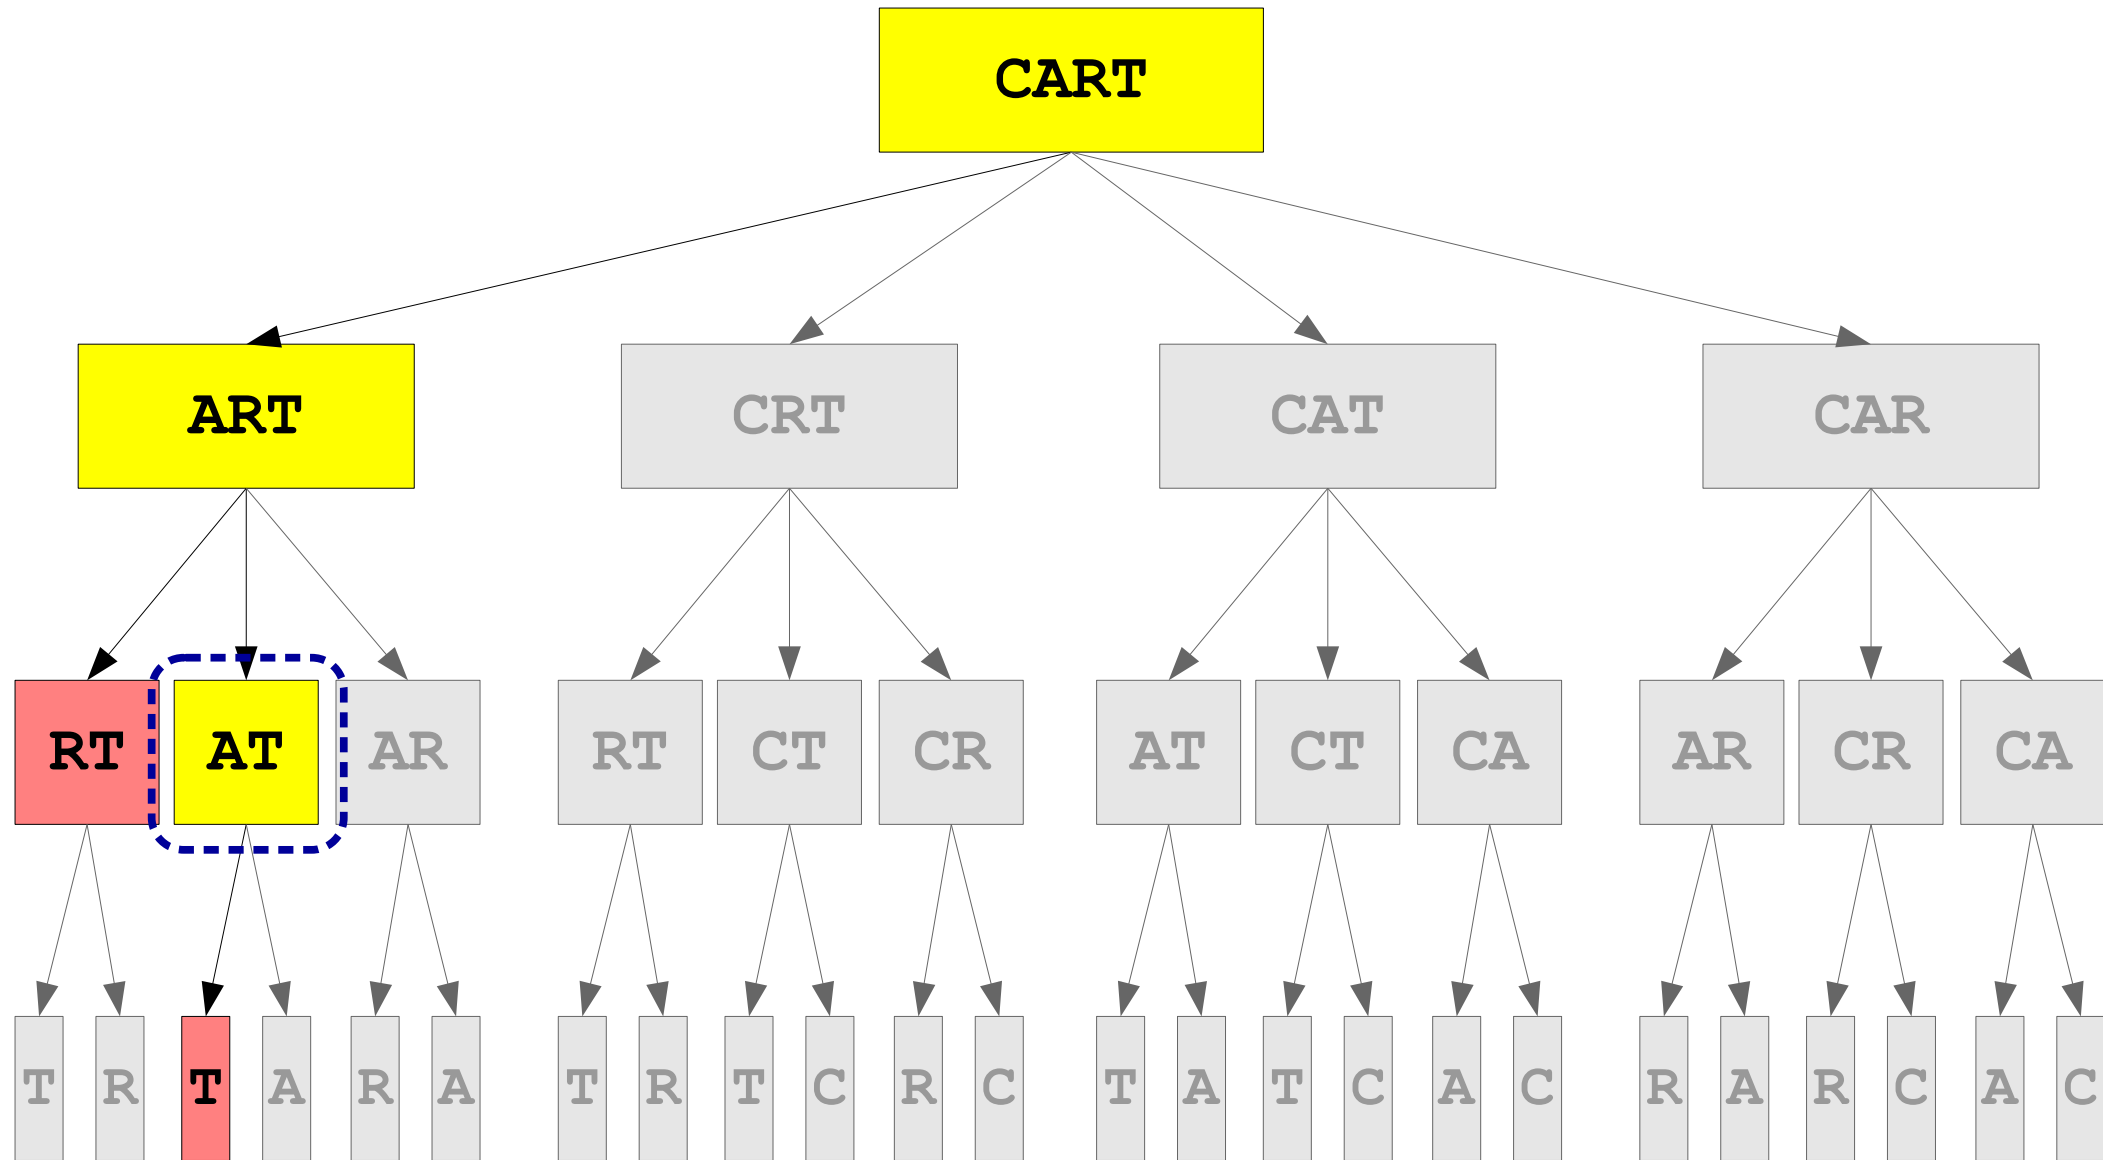 CART
ART CRT CAT CAR
RT AT AR RT CT CR AT CT CA AR CR CA
T R T A R A T R T C R C T A T C A C R A R C A C